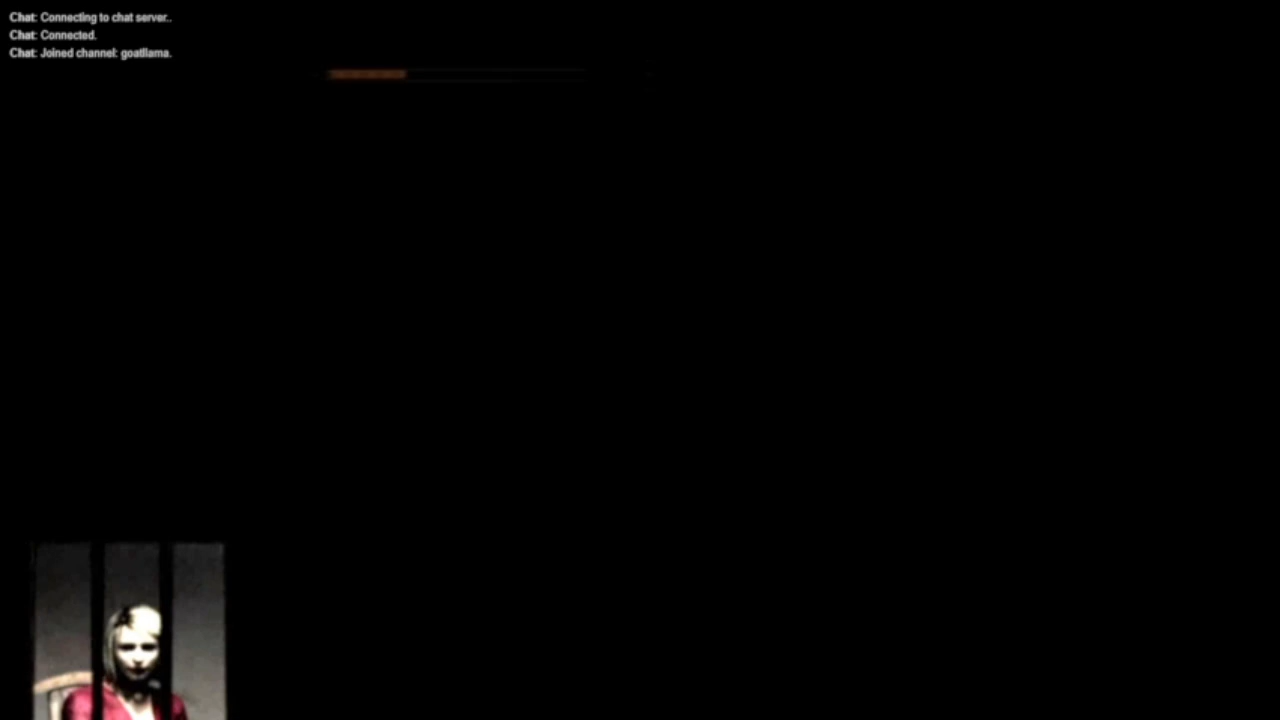 Chat: Connecting to chat server..
Chat: Connected.
Chat: Joined channel: goatllama.